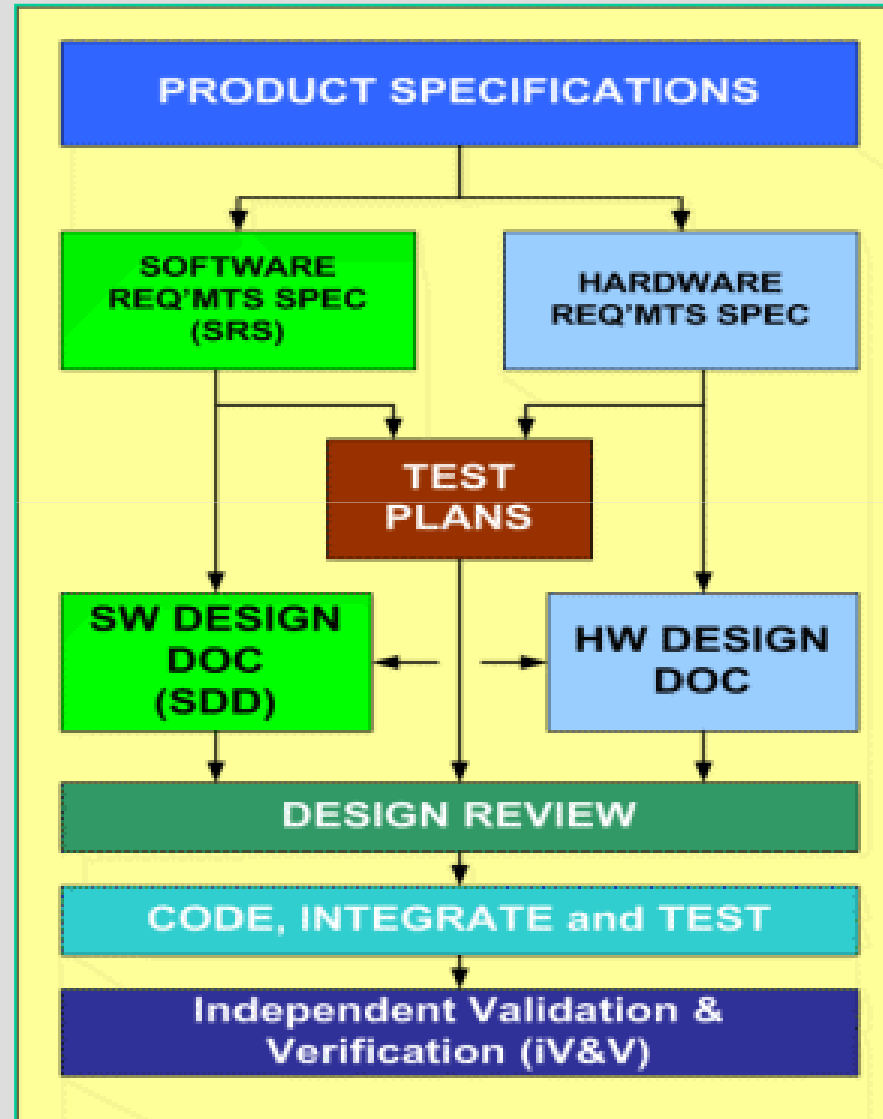 PRODUCT SPECIFICATIONS
SOFTWARE
REQ'MTS SPEC
(SRS)
HARDWARE
REQ'MTS SPEC
TEST
PLANS
SW DESIGN
DOC
(SDD)
HW DESIGN
DOC
DESIGN REVIEW
CODE, INTEGRATE and TEST
Independent Validation &
Verification (iV&V)